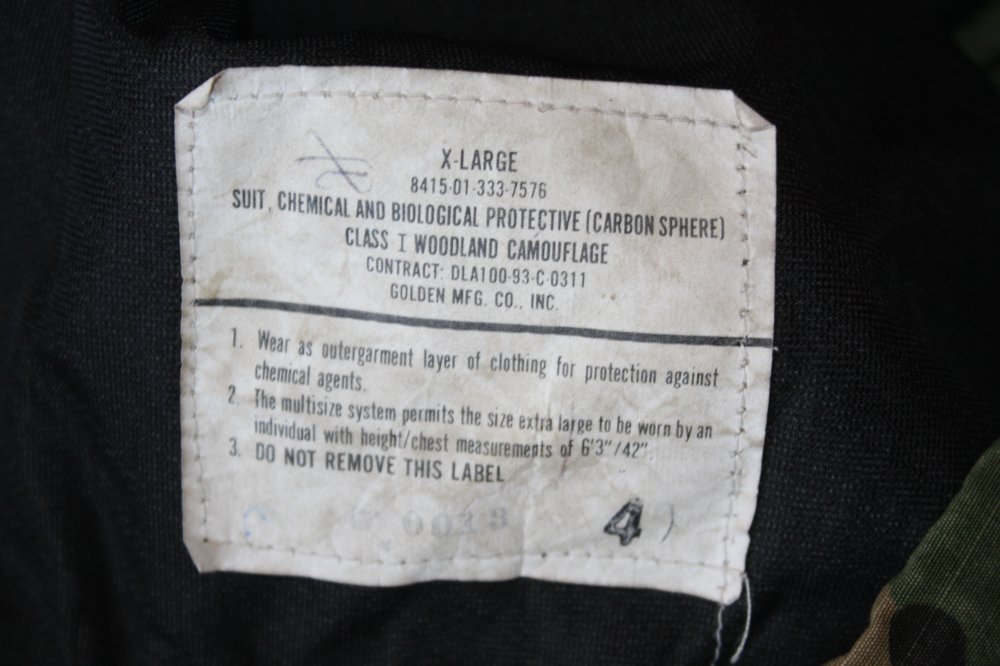 X-LARGE
8415-01-333-7576
SUIT, CHEMICAL AND BIOLOGICAL PROTECTIVE (CARBON SPHERE)
CLASS I WOODLAND CAMOUFLAGE
CONTRACT: DLA100-93-C-0311
GOLDEN MFG. CO., INC.
1. Wear as outergarment layer of clothing for protection against
chemical agents.
2. The multisize system permits the size extra large to be worn by an
individual with height/chest measurements of 6'3"/42".
3. DO NOT REMOVE THIS LABEL
4